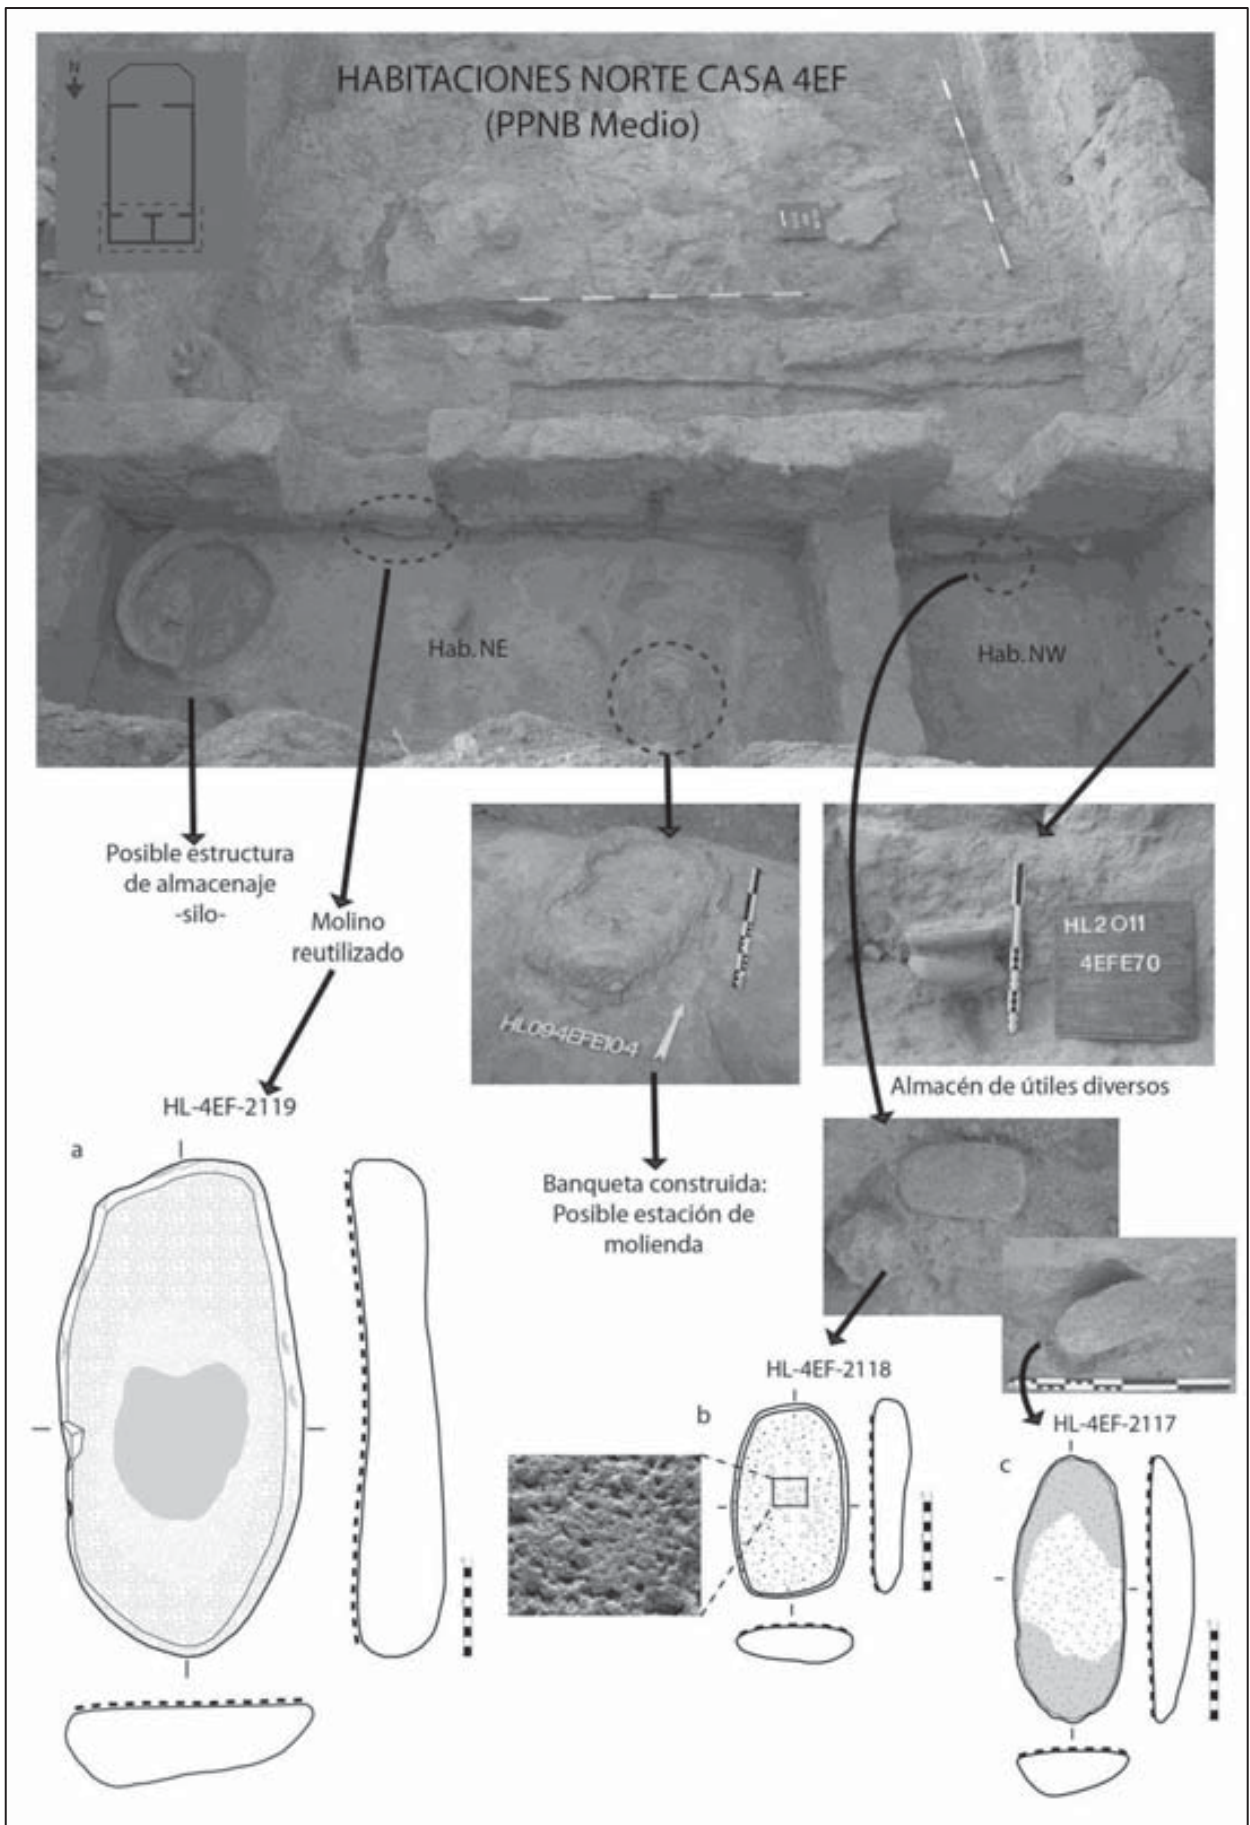 N
HABITACIONES NORTE CASA 4EF
(PPNB Medio)
Hab. NE
Hab. NW
Posible estructura
de almacenaje
-silo-
Molino
reutilizado
HL094EFE104
HL2011
4EFE70
Almacén de útiles diversos
Banqueta construida:
Posible estación de
molienda
HL-4EF-2119
a
HL-4EF-2118
b
HL-4EF-2117
c